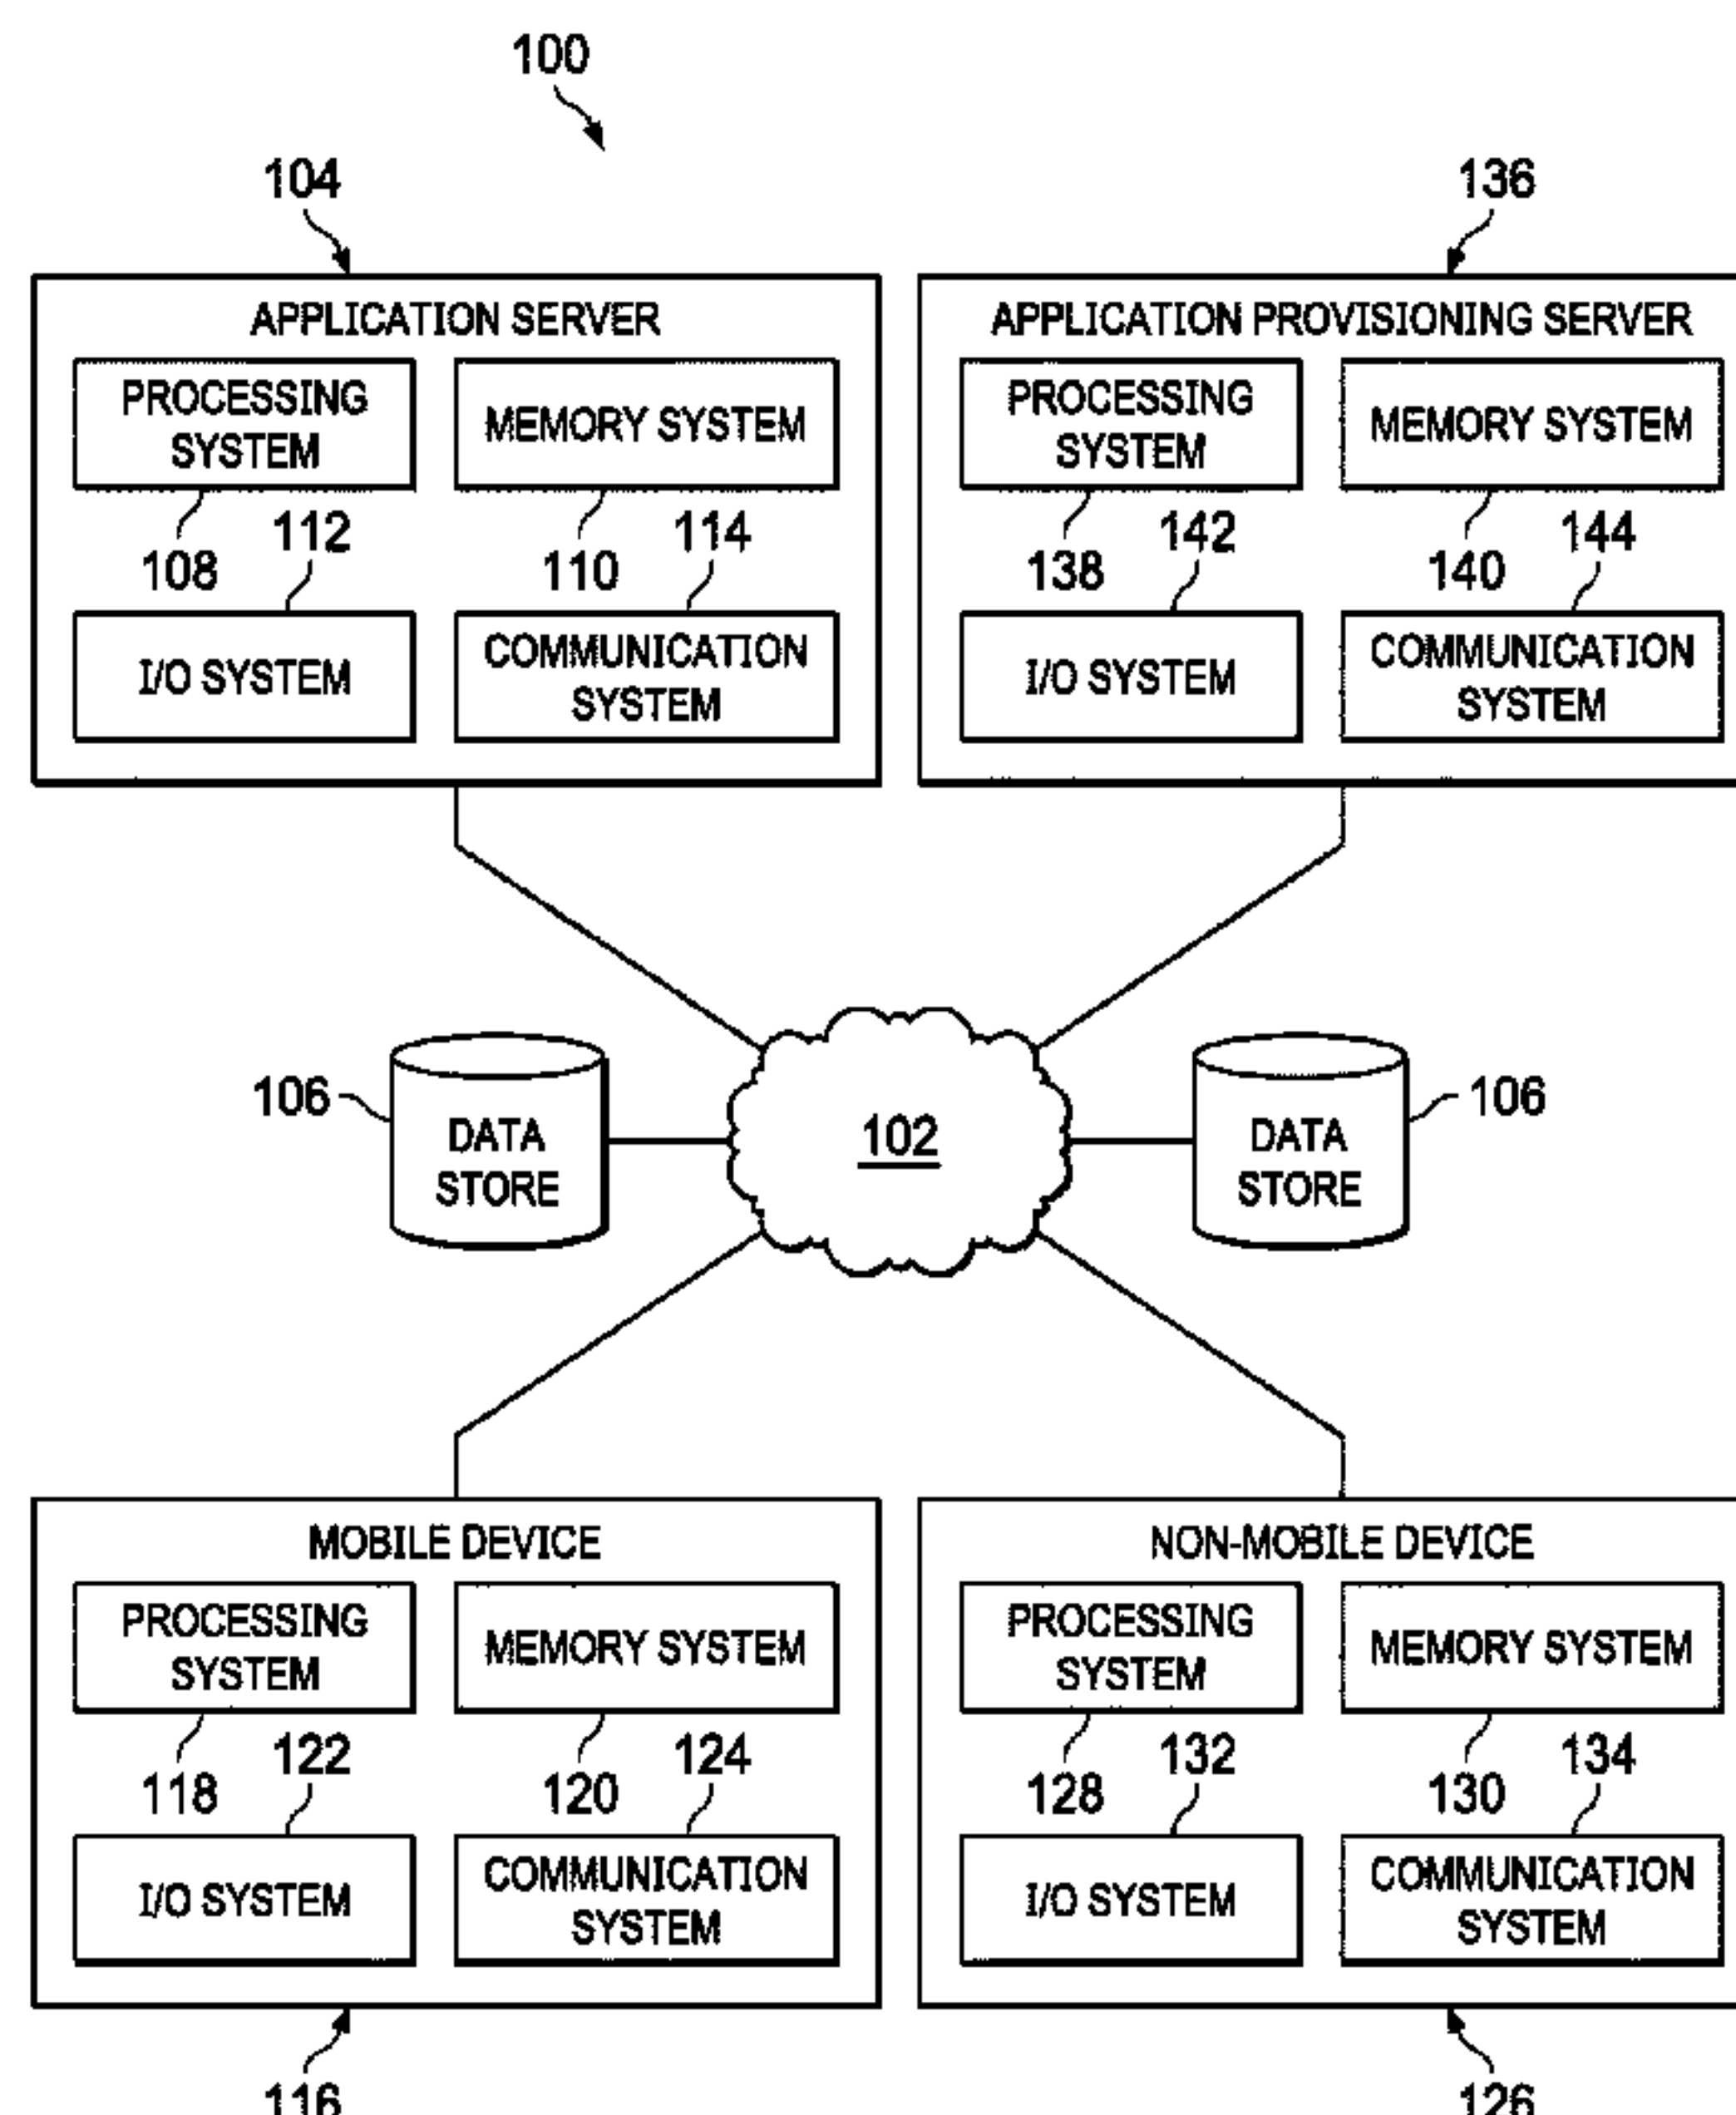 100
104
136
APPLICATION SERVER
PROCESSING
SYSTEM
MEMORY SYSTEM
108
112
110
114
I/O SYSTEM
COMMUNICATION
SYSTEM
APPLICATION PROVISIONING SERVER
PROCESSING
SYSTEM
MEMORY SYSTEM
138
142
140
144
I/O SYSTEM
COMMUNICATION
SYSTEM
106
DATA
STORE
102
DATA
STORE
106
MOBILE DEVICE
PROCESSING
SYSTEM
MEMORY SYSTEM
118
122
120
124
I/O SYSTEM
COMMUNICATION
SYSTEM
NON-MOBILE DEVICE
PROCESSING
SYSTEM
MEMORY SYSTEM
128
132
130
134
I/O SYSTEM
COMMUNICATION
SYSTEM
116
126